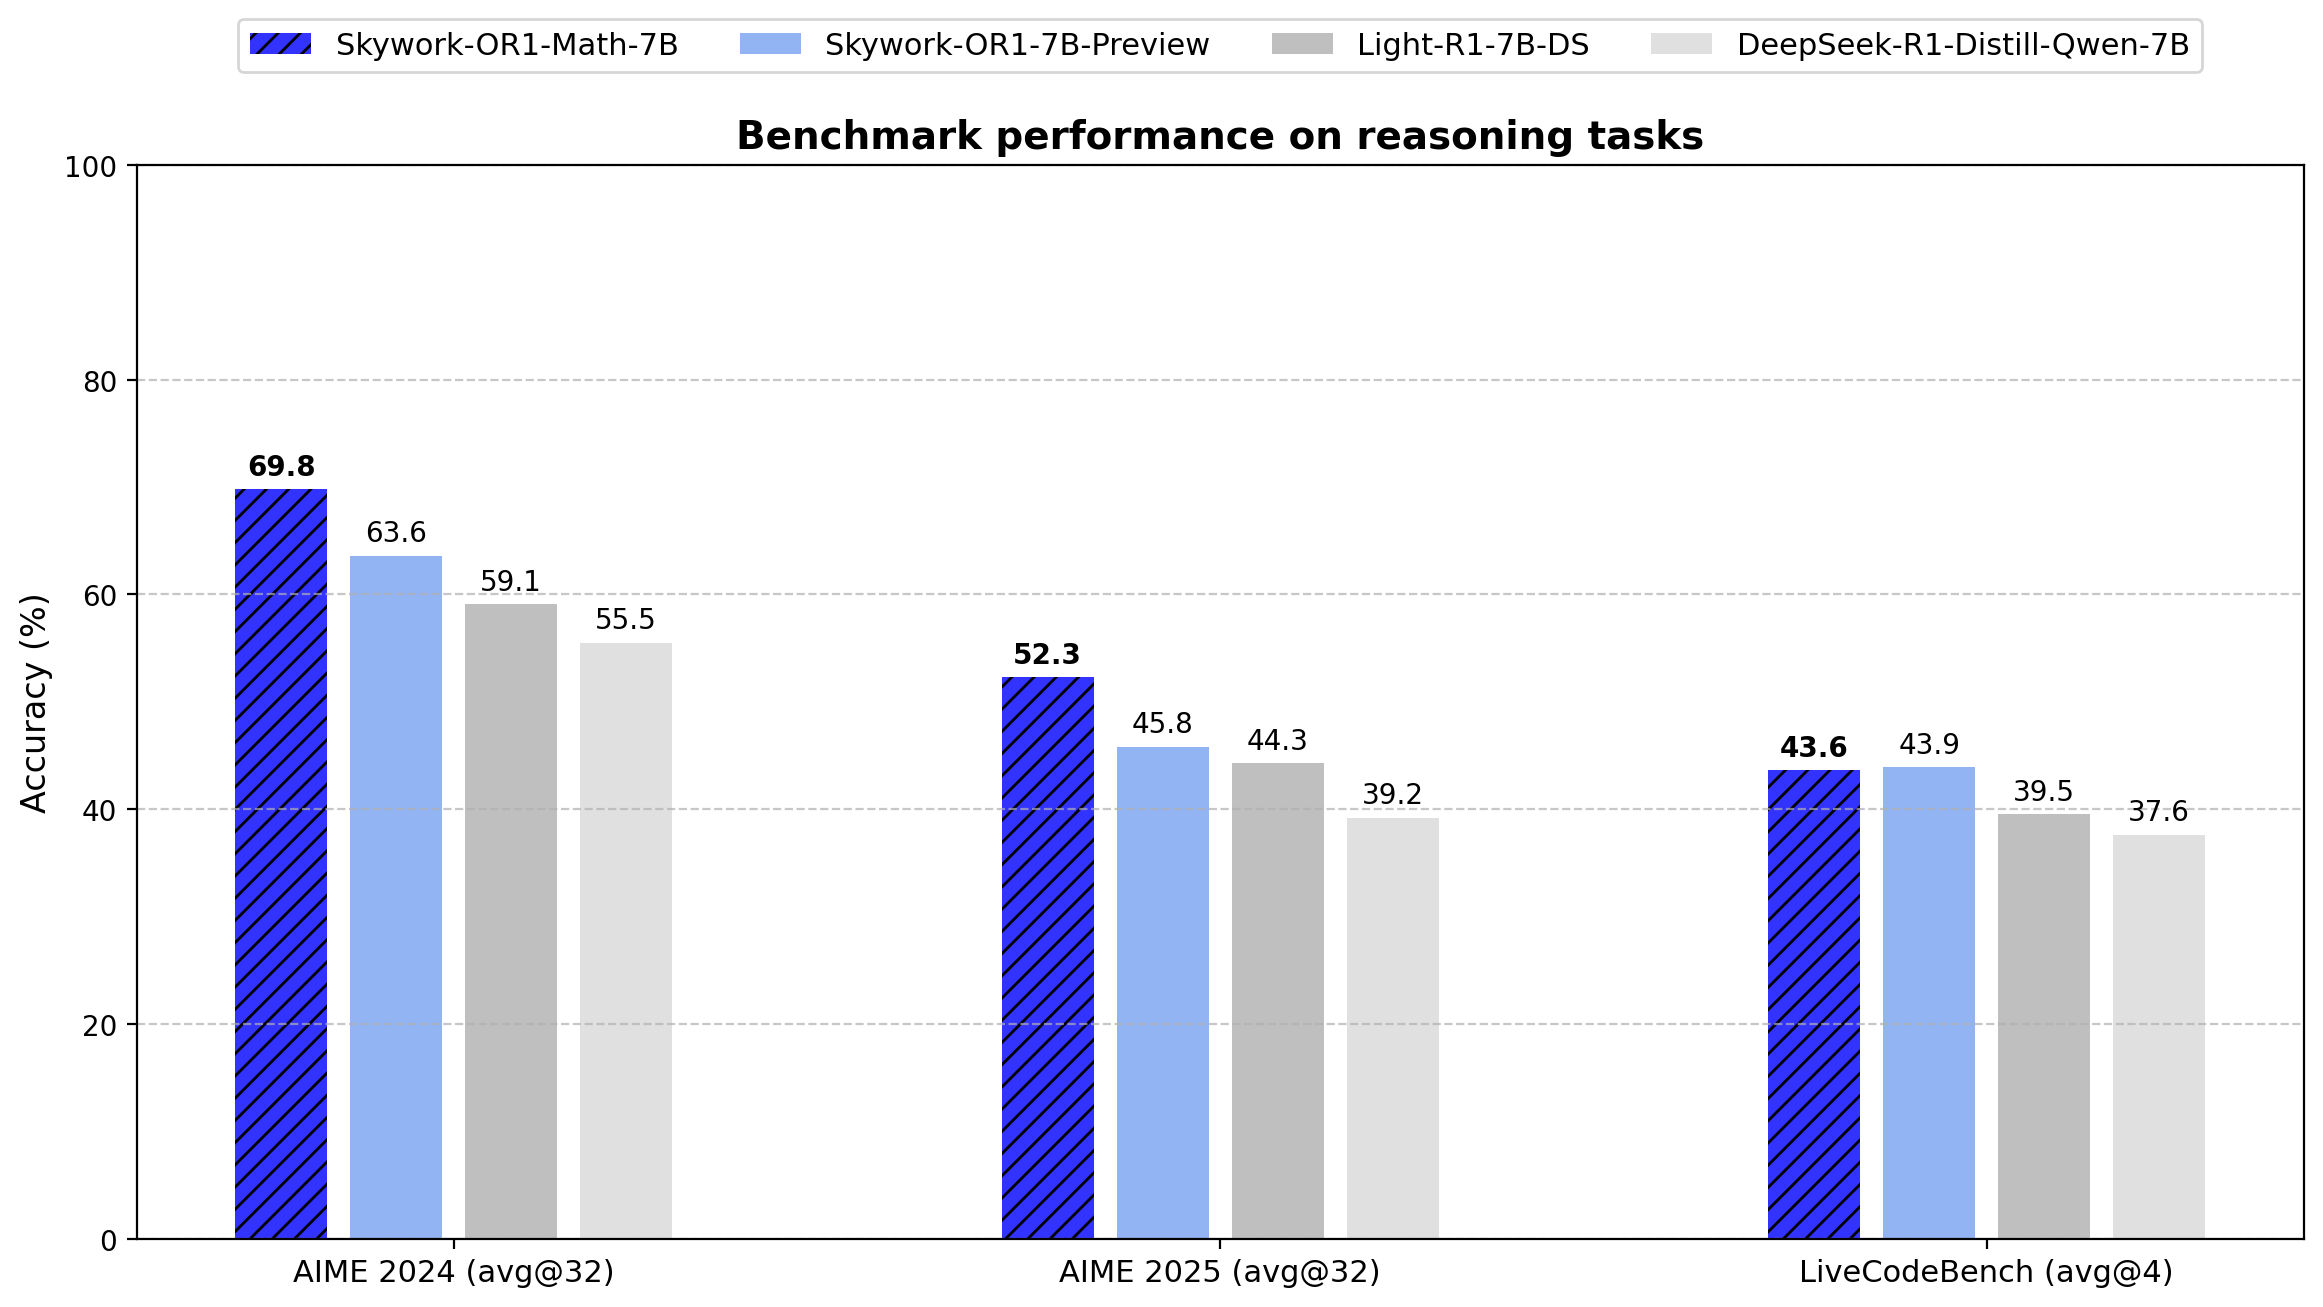 Skywork-OR1-Math-7B Skywork-OR1-7B-Preview Light-R1-7B-DS DeepSeek-R1-Distill-Qwen-7B
Benchmark performance on reasoning tasks
Accuracy (%)
100
80
60
40
20
0
69.8 63.6 59.1 55.5
52.3 45.8 44.3 39.2
43.6 43.9 39.5 37.6
AIME 2024 (avg@32) AIME 2025 (avg@32) LiveCodeBench (avg@4)